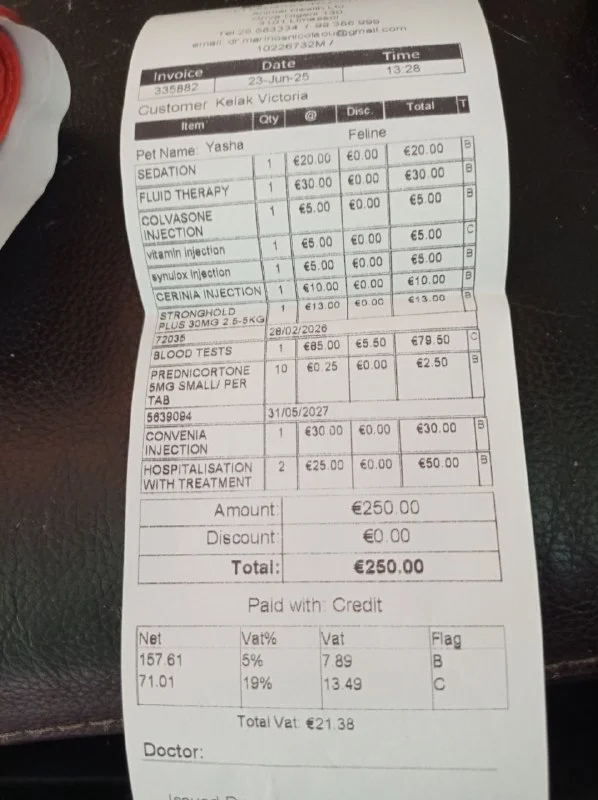 Tel 26 663334 / 99 386 999
email: dr.marinosnicolaou@gmail.com
10226732M /
Invoice Date Time
335882 23-Jun-25 13:28
Customer Kelak Victoria
Item Qty @ Disc. Total T
Pet Name: Yasha Feline
SEDATION 1 €20.00 €0.00 €20.00 B
FLUID THERAPY 1 €30.00 €0.00 €30.00 B
COLVASONE 1 €5.00 €0.00 €5.00 B
INJECTION
vitamin injection 1 €5.00 €0.00 €5.00 C
synulox injection 1 €5.00 €0.00 €5.00 B
CERINIA INJECTION 1 €10.00 €0.00 €10.00 B
STRONGHOLD 1 €13.00 €0.00 €13.00 B
PLUS 30MG 2.5-5KG
72035 28/02/2026
BLOOD TESTS 1 €85.00 €5.50 €79.50 C
PREDNICORTONE 10 €0.25 €0.00 €2.50 B
5MG SMALL/ PER
TAB
5639094 31/05/2027
CONVENIA 1 €30.00 €0.00 €30.00 B
INJECTION
HOSPITALISATION 2 €25.00 €0.00 €50.00 B
WITH TREATMENT
Amount: €250.00
Discount: €0.00
Total: €250.00
Paid with: Credit
Net Vat% Vat Flag
157.61 5% 7.89 B
71.01 19% 13.49 C
Total Vat: €21.38
Doctor: